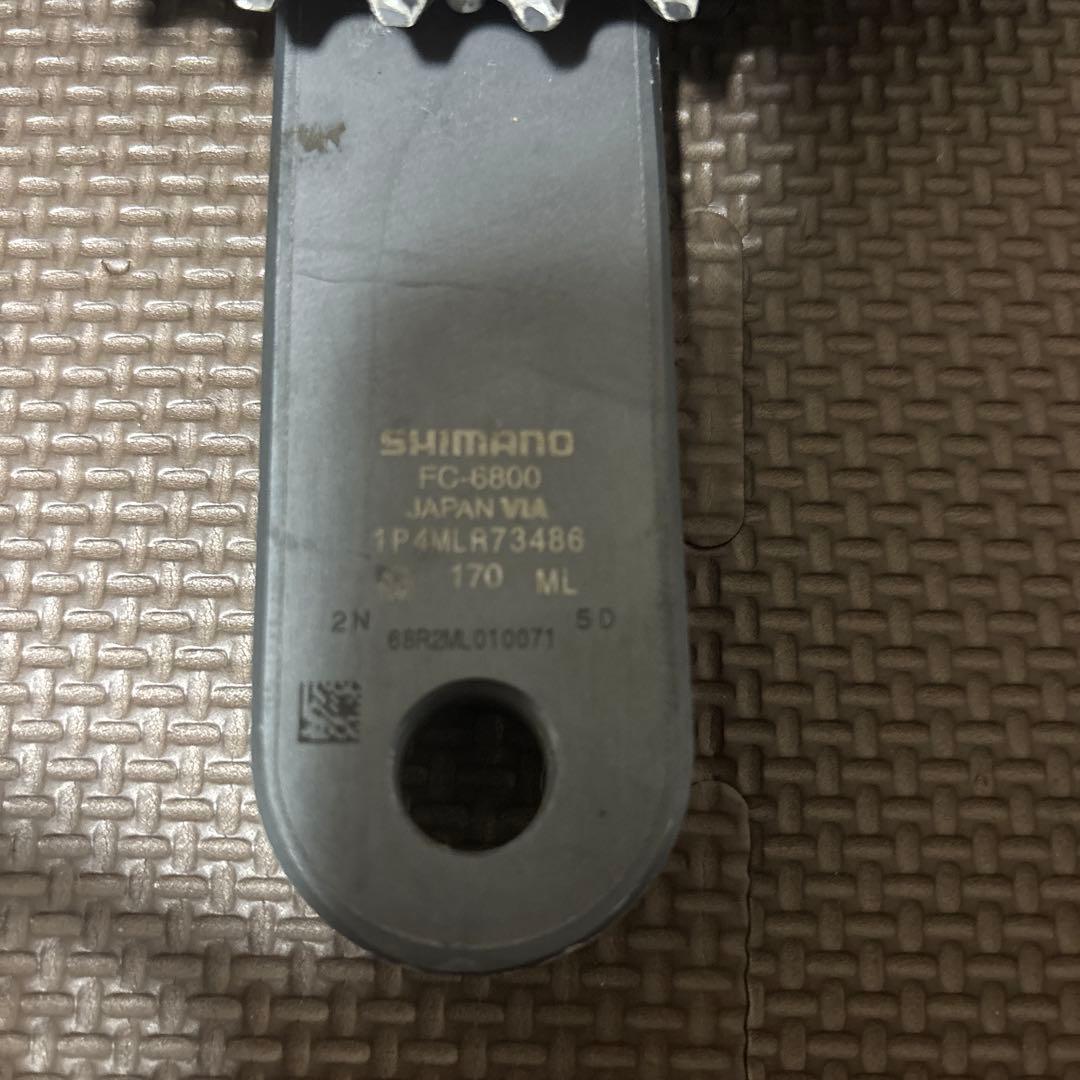 SHIMANO
FC-6800
JAPAN VIA
1P4MLR73486
170 ML
2N 5D
68R2ML010071